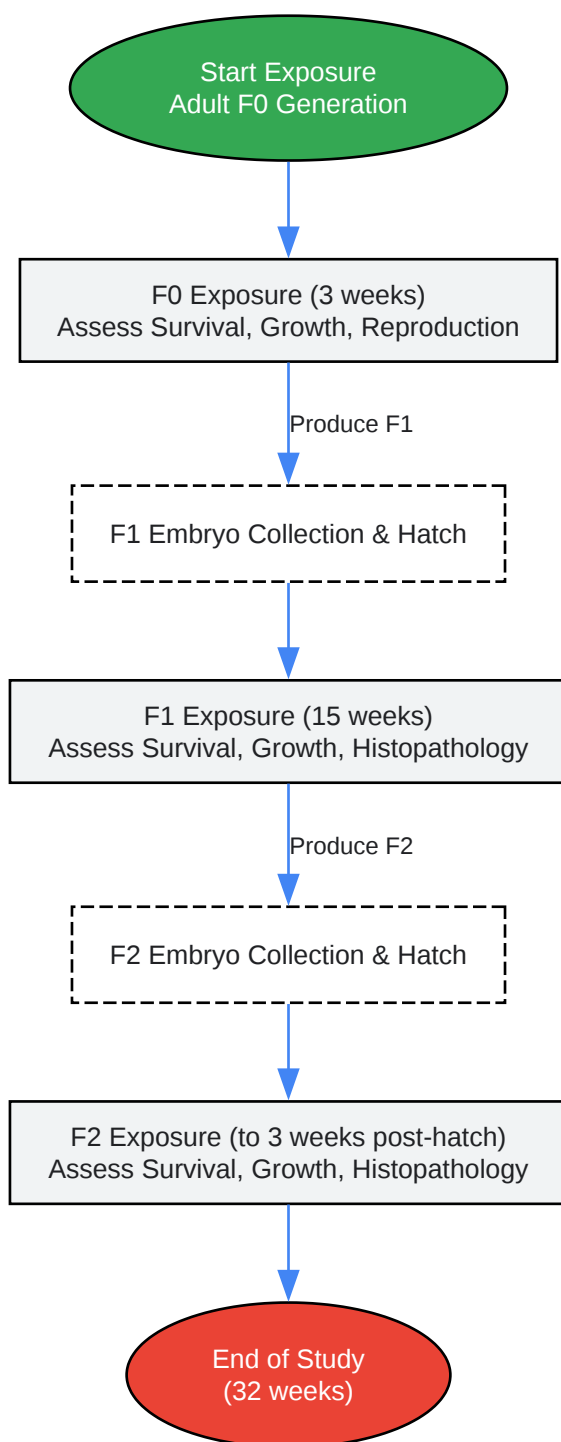 Start Exposure
Adult F0 Generation
F0 Exposure (3 weeks)
Assess Survival, Growth, Reproduction
Produce F1
F1 Embryo Collection & Hatch
F1 Exposure (15 weeks)
Assess Survival, Growth, Histopathology
Produce F2
F2 Embryo Collection & Hatch
F2 Exposure (to 3 weeks post-hatch)
Assess Survival, Growth, Histopathology
End of Study
(32 weeks)